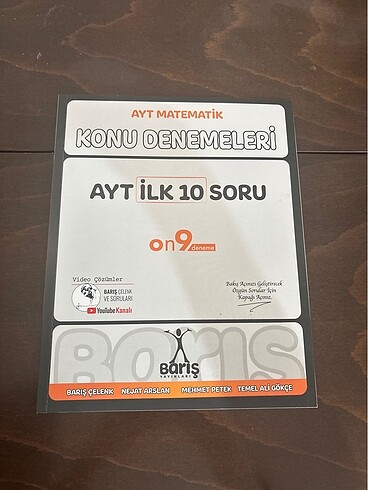 AYT MATEMATİK
KONU DENEMELERİ
AYT İLK 10 SORU
on9
deneme
Video Çözümler
BARIŞ ÇELENK
VE SORULARI
YouTube Kanalı
Bakış Açınızı Geliştirecek
Özgün Sorular İçin
Kapağı Açınız.
BARIŞ
Barış
YAYINLARI
BARIŞ ÇELENK NEJAT ARSLAN MEHMET PETEK TEMEL ALİ GÖKÇE